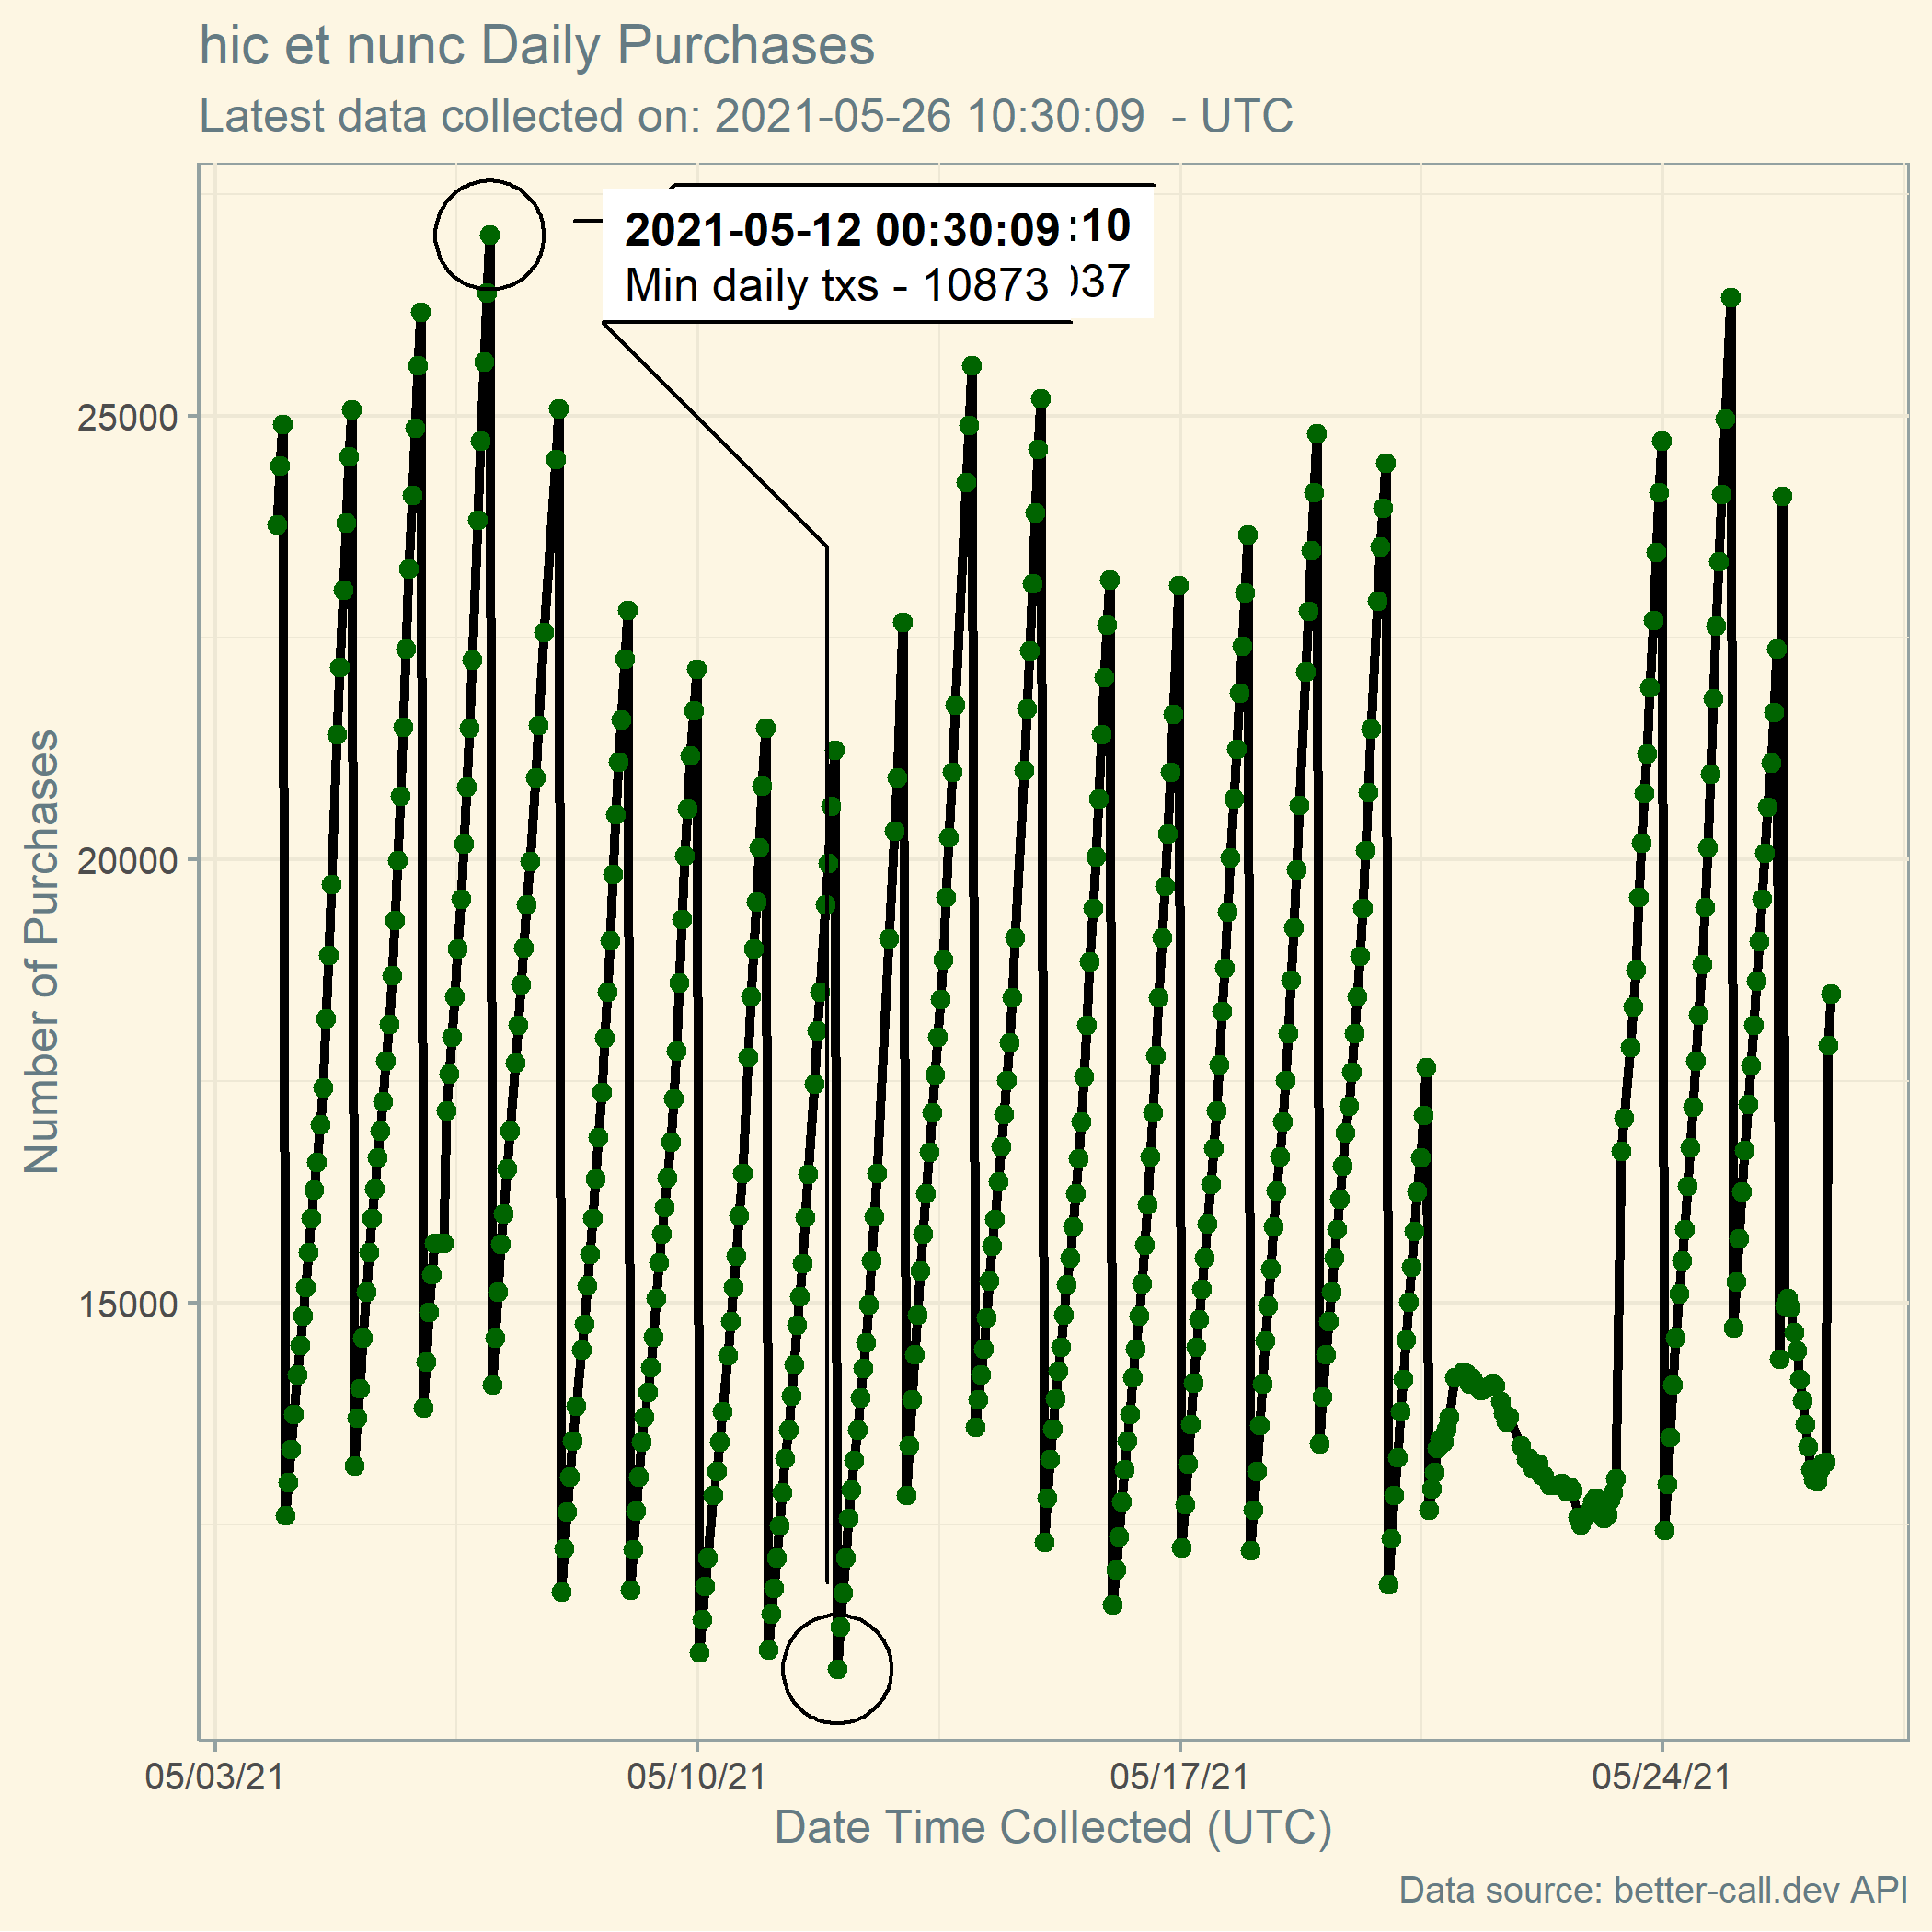 hic et nunc Daily Purchases
Latest data collected on: 2021-05-26 10:30:09 - UTC
2021-05-12 00:30:09 :10
Min daily txs - 10873 037
25000
20000
15000
Number of Purchases
05/03/21 05/10/21 05/17/21 05/24/21
Date Time Collected (UTC)
Data source: better-call.dev API